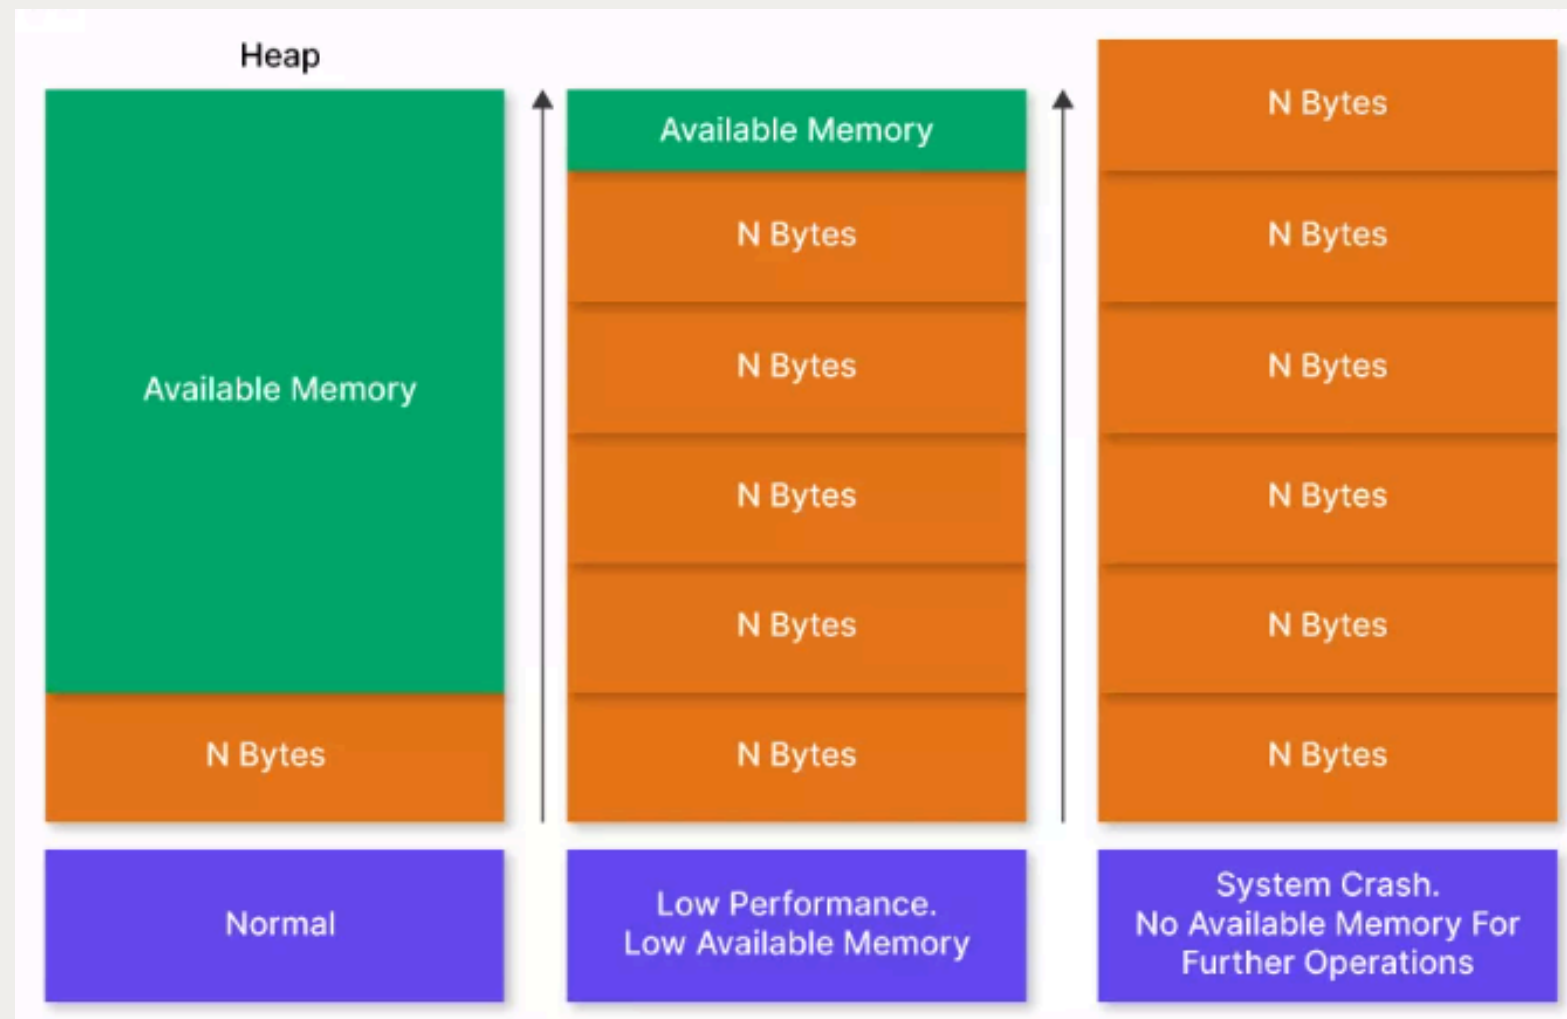 Heap
Available Memory
N Bytes
Normal
Available Memory
N Bytes
N Bytes
N Bytes
N Bytes
N Bytes
Low Performance.
Low Available Memory
N Bytes
N Bytes
N Bytes
N Bytes
N Bytes
N Bytes
System Crash.
No Available Memory For
Further Operations